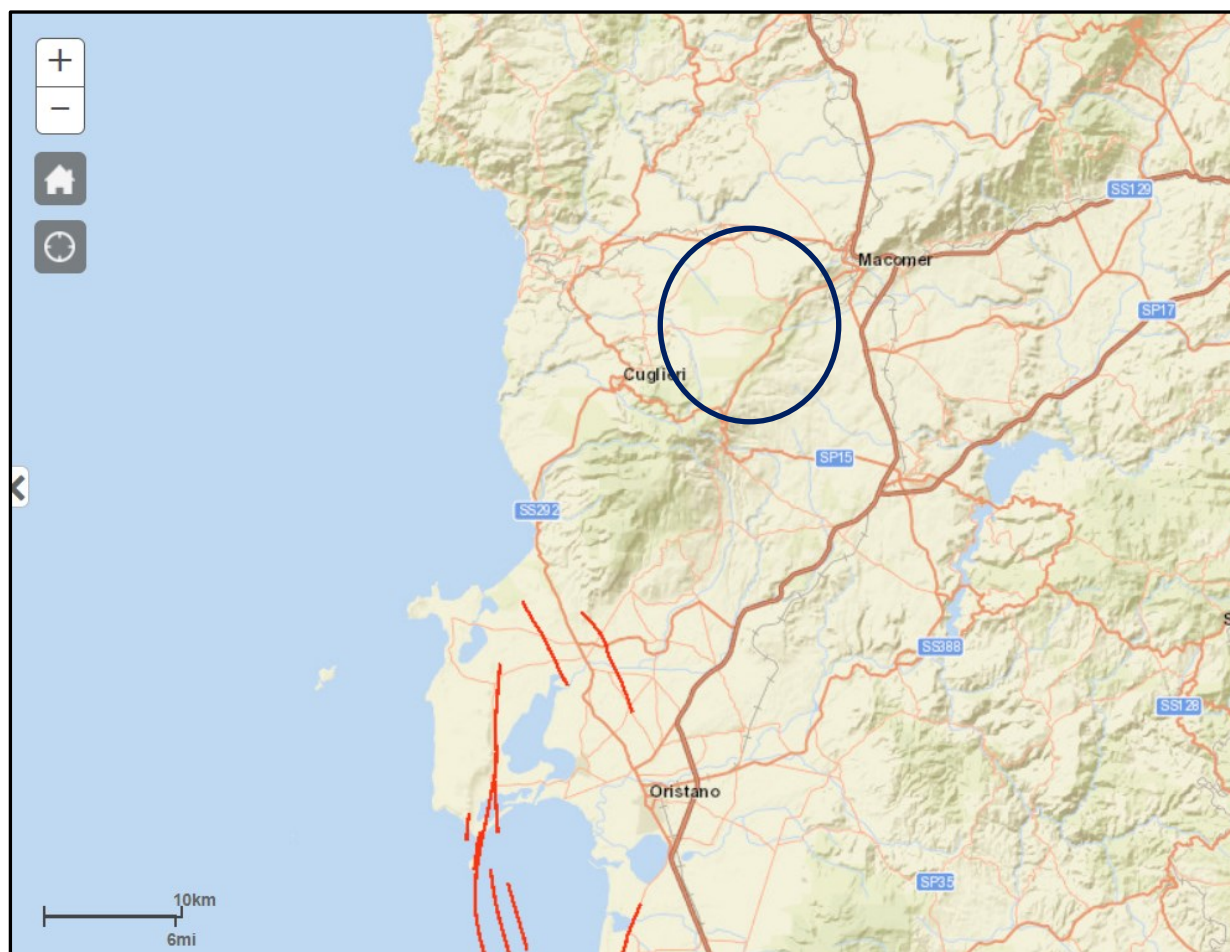 +
−
SS129
Macomer
SP17
Cuglieri
SP15
SS292
SS388
S
SS128
Oristano
SP35
10km
6mi